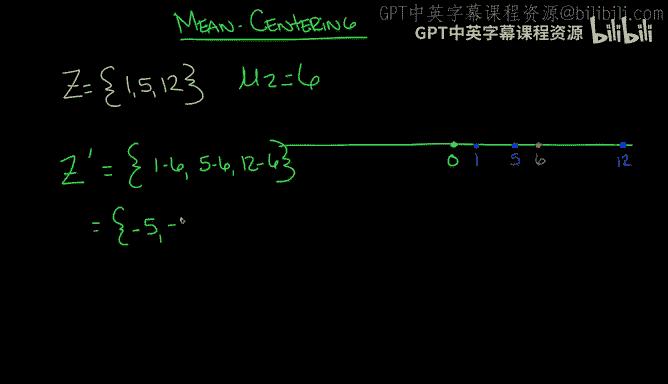 GPT中英字幕课程资源@bilibili.com
GPT中英字幕课程资源 bilibili
MEAN-CENTERING
Z = {1, 5, 12} μz = 6
Z' = {1-6, 5-6, 12-6}
0 1 5 6 12
= {-5, -